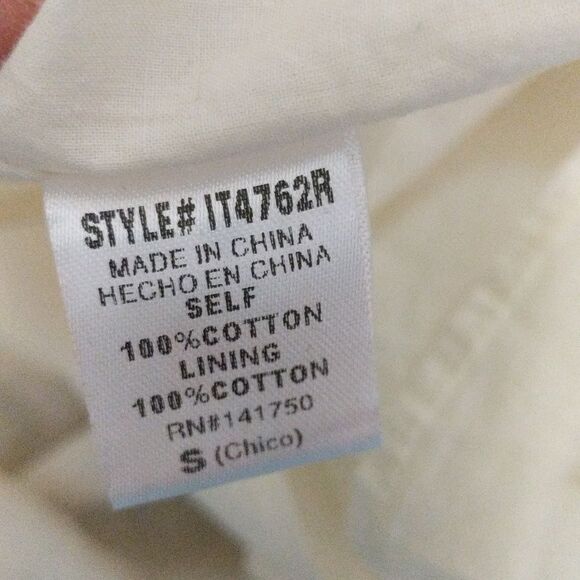 STYLE# IT4762R
MADE IN CHINA
HECHO EN CHINA
SELF
100%COTTON
LINING
100%COTTON
RN#141750
S (Chico)